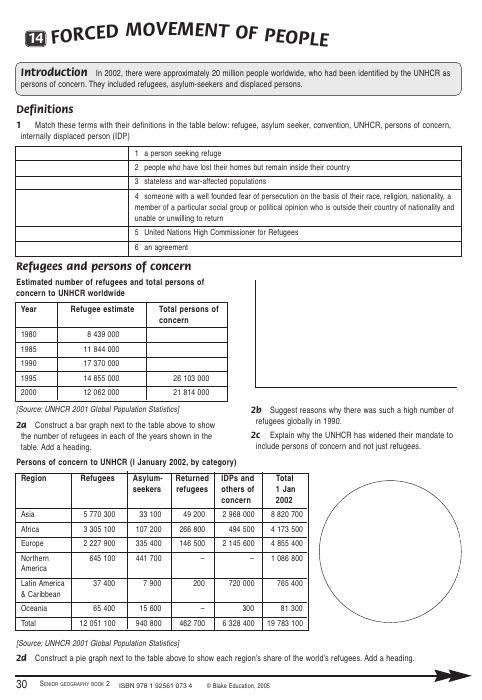 14 FORCED MOVEMENT OF PEOPLE
Introduction In 2002, there were approximately 20 million people worldwide, who had been identified by the UNHCR as
persons of concern. They included refugees, asylum-seekers and displaced persons.
Definitions
1 Match these terms with their definitions in the table below: refugee, asylum seeker, convention, UNHCR, persons of concern,
internally displaced person (IDP)
1 a person seeking refuge
2 people who have lost their homes but remain inside their country
3 stateless and war-affected populations
4 someone with a well founded fear of persecution on the basis of their race, religion, nationality, a
member of a particular social group or political opinion who is outside their country of nationality and
unable or unwilling to return
5 United Nations High Commissioner for Refugees
6 an agreement
Refugees and persons of concern
Estimated number of refugees and total persons of
concern to UNHCR worldwide
Year Refugee estimate Total persons of
concern
1980 8 439 000
1985 11 844 000
1990 17 370 000
1995 14 855 000 26 103 000
2000 12 062 000 21 814 000
[Source: UNHCR 2001 Global Population Statistics]
2a Construct a bar graph next to the table above to show
the number of refugees in each of the years shown in the
table. Add a heading.
2b Suggest reasons why there was such a high number of
refugees globally in 1990.
2c Explain why the UNHCR has widened their mandate to
include persons of concern and not just refugees.
Persons of concern to UNHCR (I January 2002, by category)
Region Refugees Asylum- Returned IDPs and Total
seekers refugees others of 1 Jan
concern 2002
Asia 5 770 300 33 100 49 200 2 968 000 8 820 700
Africa 3 305 100 107 200 266 800 494 500 4 173 500
Europe 2 227 900 335 400 146 500 2 145 600 4 855 400
Northern 645 100 441 700 – – 1 086 800
America
Latin America 37 400 7 900 200 720 000 765 400
& Caribbean
Oceania 65 400 15 600 – 300 81 300
Total 12 051 100 940 800 462 700 6 328 400 19 783 100
[Source: UNHCR 2001 Global Population Statistics]
2d Construct a pie graph next to the table above to show each region's share of the world's refugees. Add a heading.
30 SENIOR GEOGRAPHY BOOK 2 ISBN 978 1 92561 073 4 © Blake Education, 2005